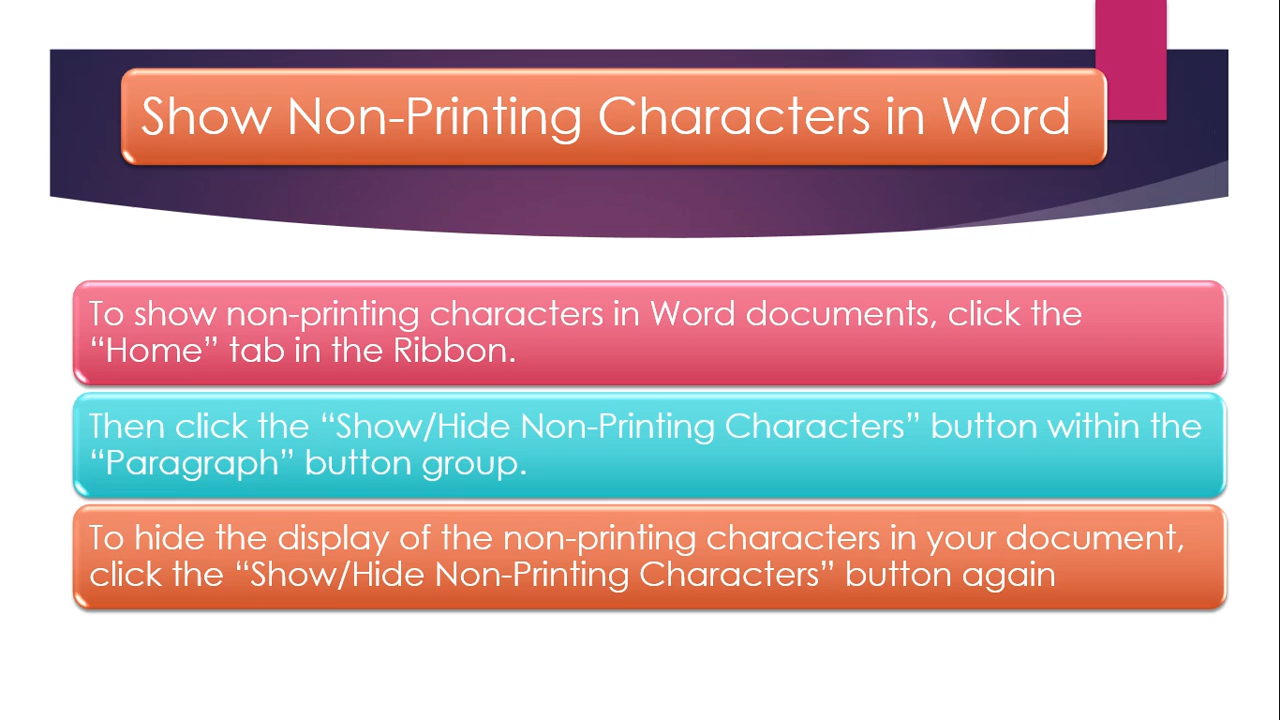 Show Non-Printing Characters in Word
To show non-printing characters in Word documents, click the
“Home” tab in the Ribbon.
Then click the “Show/Hide Non-Printing Characters” button within the
“Paragraph” button group.
To hide the display of the non-printing characters in your document,
click the “Show/Hide Non-Printing Characters” button again